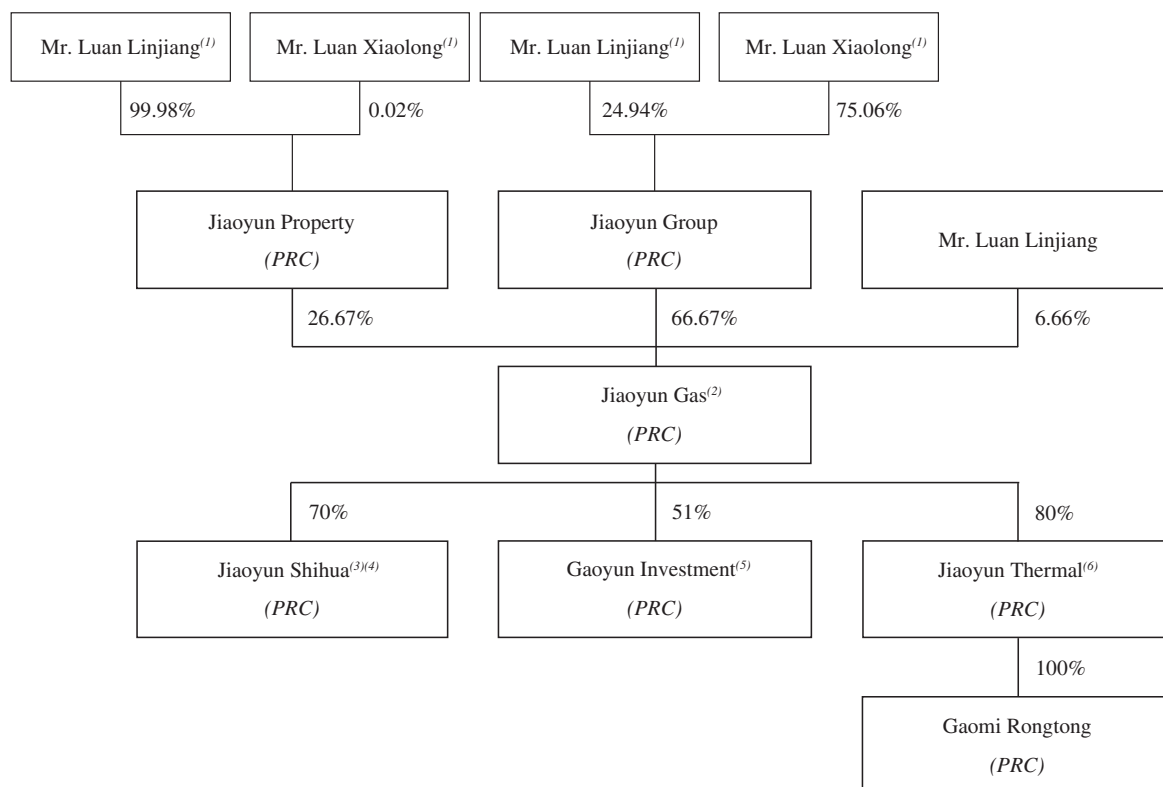 Mr. Luan Linjiang(1)
Mr. Luan Xiaolong(1)
Mr. Luan Linjiang(1)
Mr. Luan Xiaolong(1)
99.98%
0.02%
24.94%
75.06%
Jiaoyun Property
(PRC)
Jiaoyun Group
(PRC)
Mr. Luan Linjiang
26.67%
66.67%
6.66%
Jiaoyun Gas(2)
(PRC)
70%
51%
80%
Jiaoyun Shihua(3)(4)
(PRC)
Gaoyun Investment(5)
(PRC)
Jiaoyun Thermal(6)
(PRC)
100%
Gaomi Rongtong
(PRC)